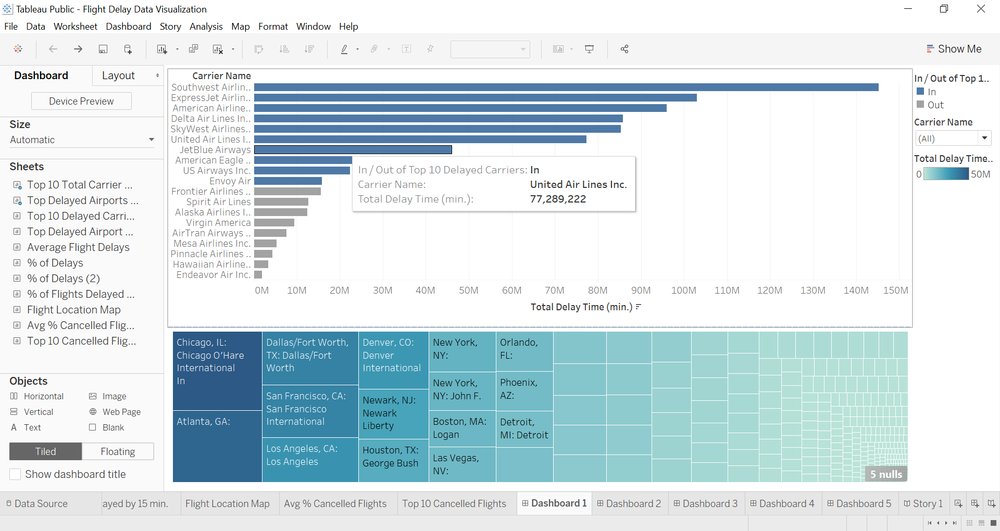 Tableau Public - Flight Delay Data Visualization
File Data Worksheet Dashboard Story Analysis Map Format Window Help
Show Me
Dashboard
Layout
Device Preview
Size
Automatic
Sheets
Top 10 Total Carrier ...
Top Delayed Airports ...
Top 10 Delayed Carri...
Top Delayed Airport ...
Average Flight Delays
% of Delays
% of Delays (2)
% of Flights Delayed ...
Flight Location Map
Avg % Cancelled Flig...
Top 10 Cancelled Flig...
Objects
Horizontal
Image
Vertical
Web Page
A Text
Blank
Tiled
Floating
Show dashboard title
Carrier Name
Southwest Airlin..
ExpressJet Airlin..
American Airline..
Delta Air Lines In..
SkyWest Airlines..
United Air Lines I..
JetBlue Airways
American Eagle ..
US Airways Inc.
Envoy Air
Frontier Airlines ..
Spirit Air Lines
Alaska Airlines I..
Virgin America
AirTran Airways ..
Mesa Airlines Inc.
Pinnacle Airlines ..
Hawaiian Airline..
Endeavor Air Inc.
In / Out of Top 10 Delayed Carriers: In
Carrier Name: United Air Lines Inc.
Total Delay Time (min.): 77,289,222
0M 10M 20M 30M 40M 50M 60M 70M 80M 90M 100M 110M 120M 130M 140M 150M
Total Delay Time (min.)
In / Out of Top 1..
In
Out
Carrier Name
(All)
Total Delay Time..
0
50M
Chicago, IL:
Chicago O'Hare
International
In
Atlanta, GA:
Dallas/Fort Worth,
TX: Dallas/Fort
Worth
San Francisco, CA:
San Francisco
International
Los Angeles, CA:
Los Angeles
Denver, CO:
Denver
International
Newark, NJ:
Newark
Liberty
Houston, TX:
George Bush
New York,
NY:
New York,
NY: John F.
Boston, MA:
Logan
Las Vegas,
NV:
Orlando,
FL:
Phoenix,
AZ:
Detroit,
MI: Detroit
5 nulls
Data Source
ayed by 15 min.
Flight Location Map
Avg % Cancelled Flights
Top 10 Cancelled Flights
Dashboard 1
Dashboard 2
Dashboard 3
Dashboard 4
Dashboard 5
Story 1